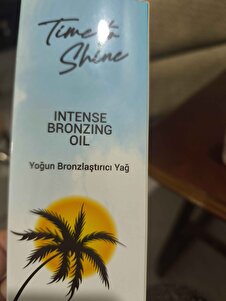 Time to
Shine
INTENSE
BRONZING
OIL
Yoğun Bronzlaştırıcı Yağ